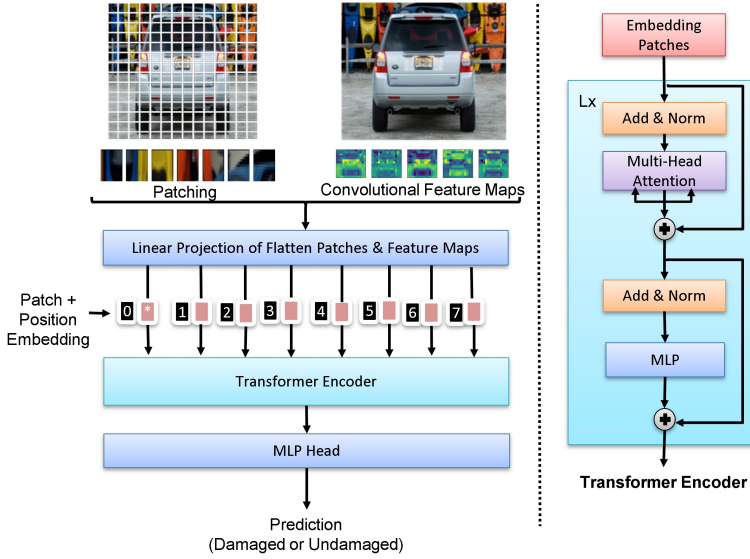 Patching
Convolutional Feature Maps
Linear Projection of Flatten Patches & Feature Maps
Patch +
Position
Embedding
0 * 1 2 3 4 5 6 7
Transformer Encoder
MLP Head
Prediction
(Damaged or Undamaged)
Embedding
Patches
Lx
Add & Norm
Multi-Head
Attention
Add & Norm
MLP
Transformer Encoder